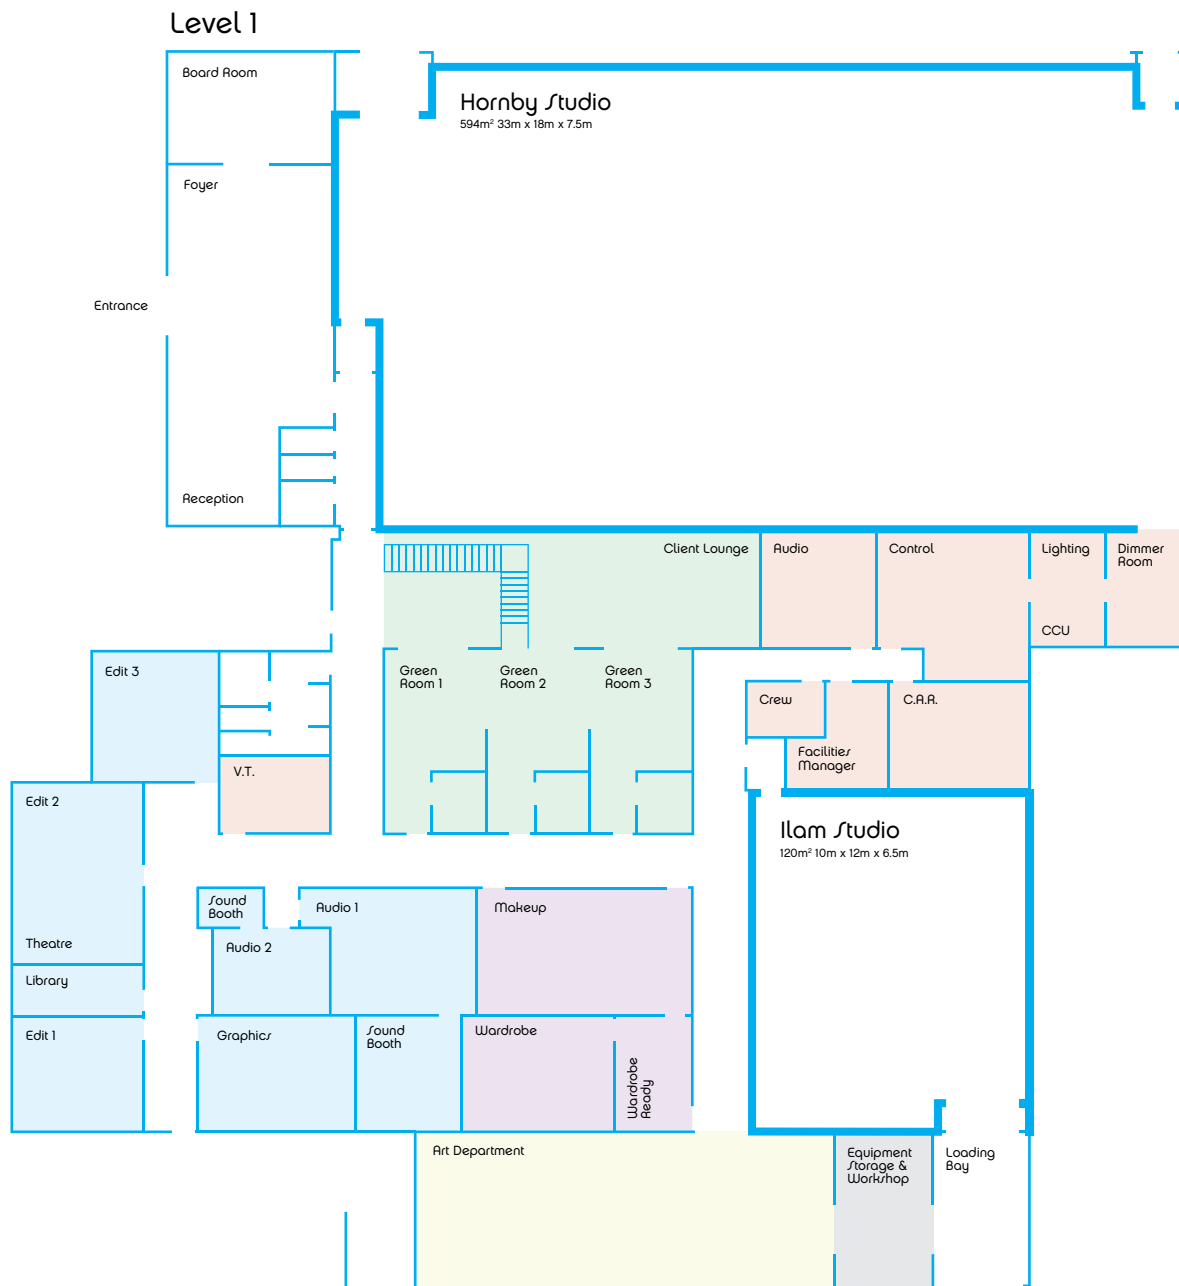 Level 1
Board Room
Hornby Studio
594m² 33m x 18m x 7.5m
Foyer
Entrance
Reception
Client Lounge
Audio
Control
Lighting
Dimmer
Room
CCU
Edit 3
Green
Room 1
Green
Room 2
Green
Room 3
Crew
C.A.R.
V.T.
Facilities
Manager
Edit 2
Ilam Studio
120m² 10m x 12m x 6.5m
Sound
Booth
Audio 1
Makeup
Theatre
Audio 2
Library
Edit 1
Graphics
Sound
Booth
Wardrobe
Wardrobe
Ready
Art Department
Equipment
Storage &
Workshop
Loading
Bay